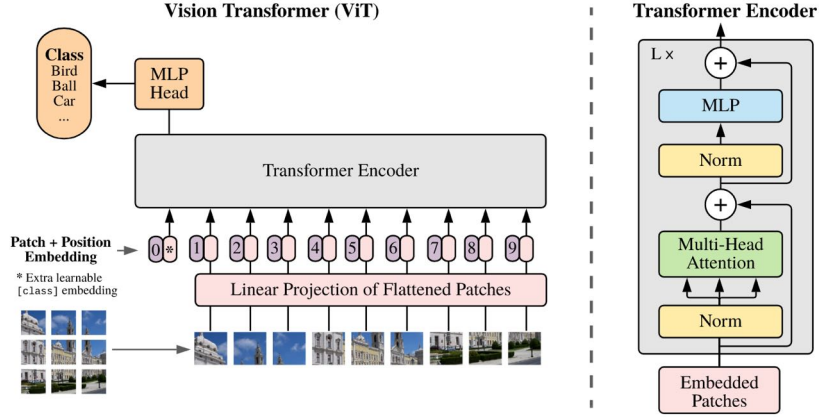 Vision Transformer (ViT)
Class
Bird
Ball
Car
...
MLP
Head
Transformer Encoder
Patch + Position
Embedding
0 * 1 2 3 4 5 6 7 8 9
* Extra learnable
[class] embedding
Linear Projection of Flattened Patches
Transformer Encoder
L ×
+
MLP
Norm
+
Multi-Head
Attention
Norm
Embedded
Patches